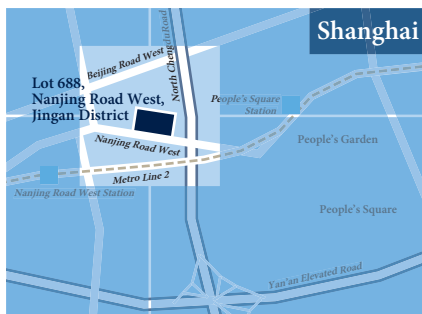 Shanghai
Beijing Road West
North Chengdu Road
Lot 688,
Nanjing Road West,
Jingan District
People's Square
Station
Nanjing Road West
People's Garden
Metro Line 2
Nanjing Road West Station
People's Square
Yan'an Elevated Road